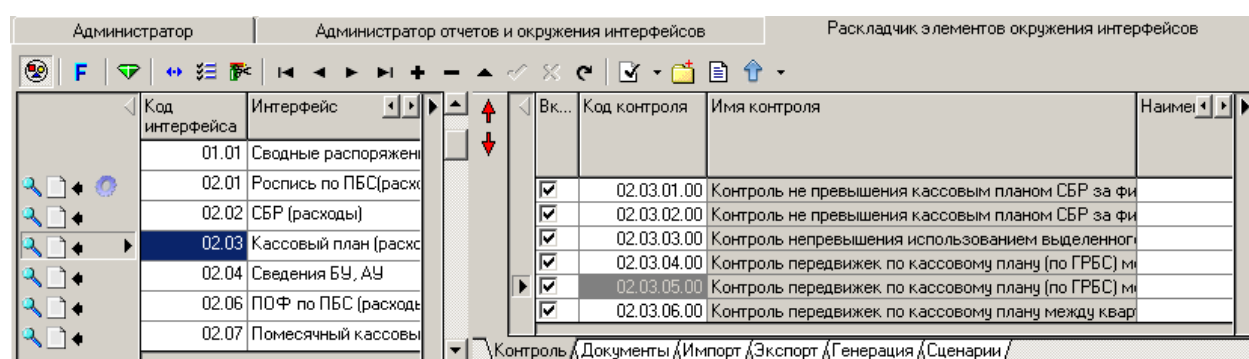 Администратор Администратор отчетов и окружения интерфейсов Раскладчик элементов окружения интерфейсов
F
Код интерфейса Интерфейс Вк... Код контроля Имя контроля Наимен
01.01 Сводные распоряжени
02.01 Роспись по ПБС(расхо
02.02 СБР (расходы)
02.03 Кассовый план (расхо
02.04 Сведения БУ, АУ
02.06 ПОФ по ПБС (расходы
02.07 Помесячный кассовы
02.03.01.00 Контроль не превышения кассовым планом СБР за фи
02.03.02.00 Контроль не превышения кассовым планом СБР за фи
02.03.03.00 Контроль непревышения использованием выделенного
02.03.04.00 Контроль передвижек по кассовому плану (по ГРБС) м
02.03.05.00 Контроль передвижек по кассовому плану (по ГРБС) м
02.03.06.00 Контроль передвижек по кассовому плану между квар
Контроль Документы Импорт Экспорт Генерация Сценарии